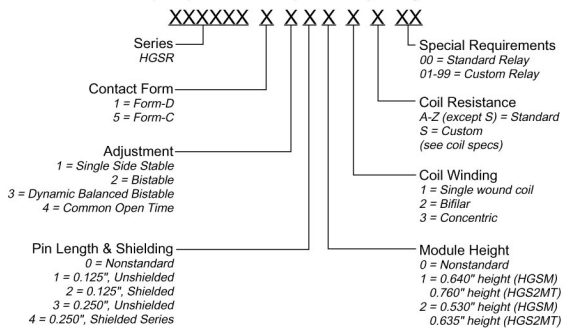 XXXXXX X X X X X X XX
Series
HGSR
Contact Form
1 = Form-D
5 = Form-C
Adjustment
1 = Single Side Stable
2 = Bistable
3 = Dynamic Balanced Bistable
4 = Common Open Time
Pin Length & Shielding
0 = Nonstandard
1 = 0.125", Unshielded
2 = 0.125", Shielded
3 = 0.250", Unshielded
4 = 0.250", Shielded Series
Special Requirements
00 = Standard Relay
01-99 = Custom Relay
Coil Resistance
A-Z (except S) = Standard
S = Custom
(see coil specs)
Coil Winding
1 = Single wound coil
2 = Bifilar
3 = Concentric
Module Height
0 = Nonstandard
1 = 0.640" height (HGSM)
0.760" height (HGS2MT)
2 = 0.530" height (HGSM)
0.635" height (HGS2MT)